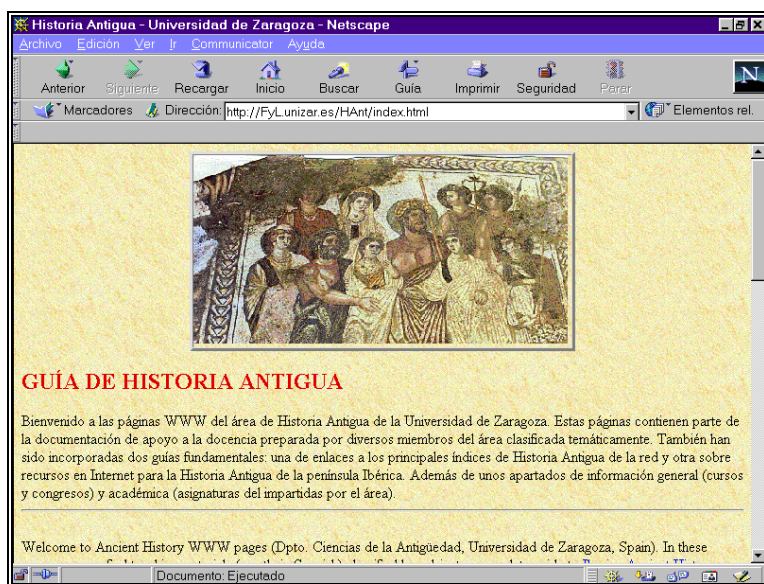 Historia Antigua - Universidad de Zaragoza - Netscape
Archivo Edición Ver Ir Communicator Ayuda
Anterior Siguiente Recargar Inicio Buscar Guía Imprimir Seguridad Parar
N
Marcadores Dirección: http://FyL.unizar.es/HAnt/index.html Elementos rel.
GUÍA DE HISTORIA ANTIGUA
Bienvenido a las páginas WWW del área de Historia Antigua de la Universidad de Zaragoza. Estas páginas contienen parte de
la documentación de apoyo a la docencia preparada por diversos miembros del área clasificada temáticamente. También han
sido incorporadas dos guías fundamentales: una de enlaces a los principales índices de Historia Antigua de la red y otra sobre
recursos en Internet para la Historia Antigua de la península Ibérica. Además de unos apartados de información general (cursos
y congresos) y académica (asignaturas del impartidas por el área).
Welcome to Ancient History WWW pages (Dpto. Ciencias de la Antigüedad, Universidad de Zaragoza, Spain). In these
Documento: Ejecutado